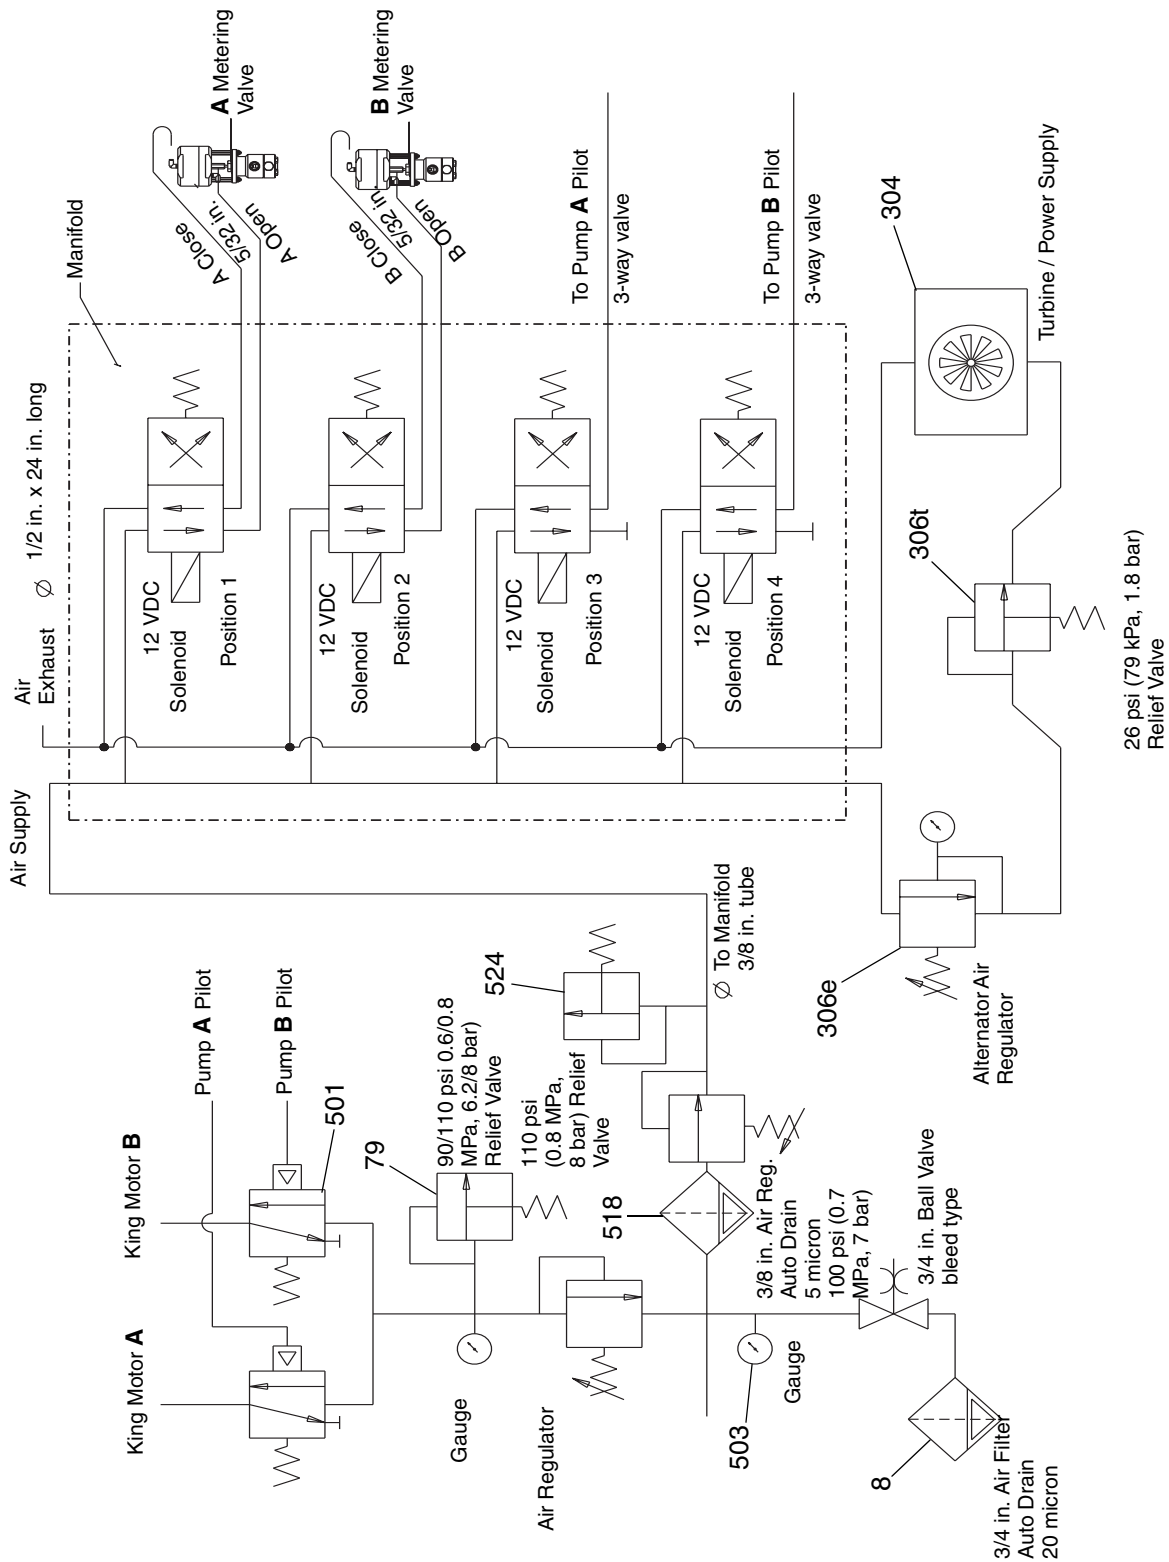 Air Supply
Air
Exhaust
Ø 1/2 in. x 24 in. long
Manifold
A Metering
Valve
A Close
5/32 in.
A Open
12 VDC
Solenoid
Position 1
B Metering
Valve
B Close
5/32 in
B Open
12 VDC
Solenoid
Position 2
12 VDC
Solenoid
Position 3
To Pump A Pilot
3-way valve
12 VDC
Solenoid
Position 4
To Pump B Pilot
3-way valve
King Motor A
King Motor B
Pump A Pilot
Pump B Pilot
501
79
90/110 psi 0.6/0.8
MPa, 6.2/8 bar)
Relief Valve
524
110 psi
(0.8 MPa,
8 bar) Relief
Valve
Gauge
Air Regulator
518
Ø To Manifold
3/8 in. tube
3/8 in. Air Reg.
Auto Drain
5 micron
100 psi (0.7
MPa, 7 bar)
503
Gauge
3/4 in. Ball Valve
bleed type
8
3/4 in. Air Filter
Auto Drain
20 micron
306e
Alternator Air
Regulator
306t
26 psi (79 kPa, 1.8 bar)
Relief Valve
304
Turbine / Power Supply